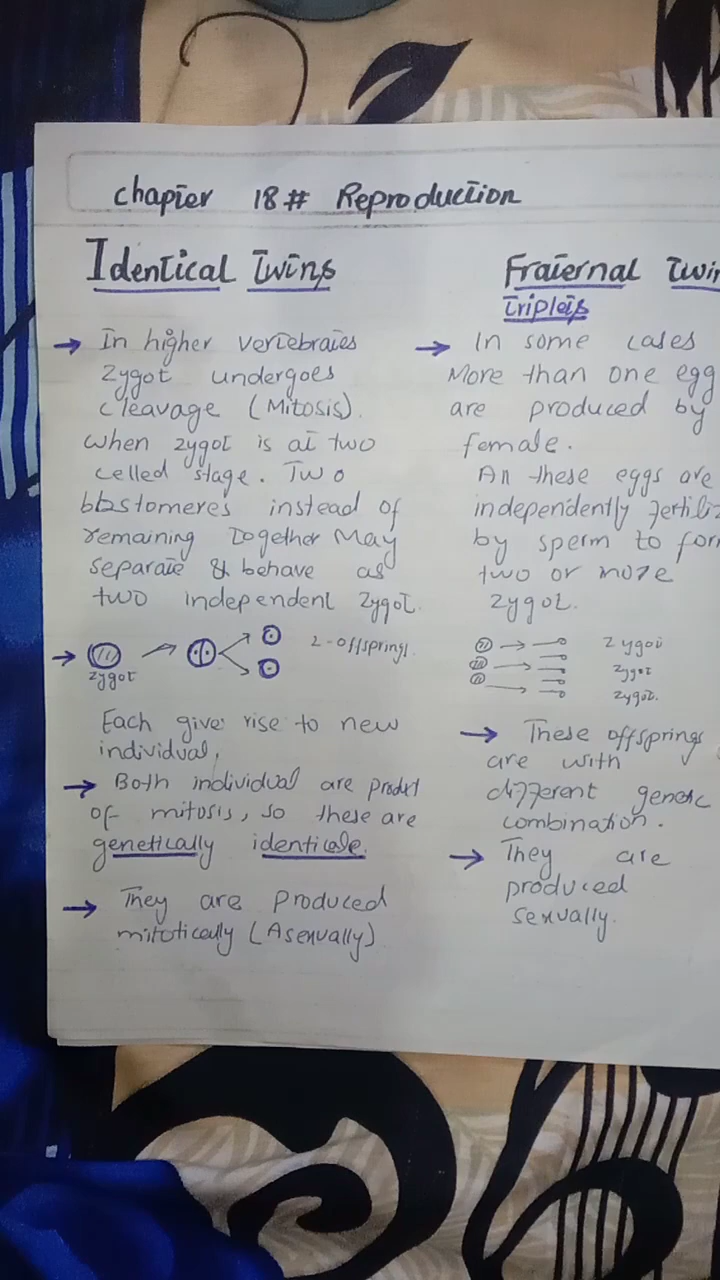 Chapter 18# Reproduction
Identical Twins
→ In higher vertebrates
zygot undergoes
cleavage (Mitosis).
when zygot is at two
celled stage. Two
blastomeres instead of
remaining together May
separate & behave as
two independent zygot.
→ 2-offsprings.
zygot
Each give rise to new
individual,
→ Both individual are product
of mitosis, so these are
genetically identicale.
→ They are produced
mitotically (Asexually)
Fraternal Twin
Triplets
→ In some cases
More than one egg
are produced by
female.
All these eggs are
independently fertiliz
by sperm to for
two or more
zygot.
zygot
zygot
zygot.
→ These offsprings
are with
different genetic
combination.
→ They are
produced
sexually.